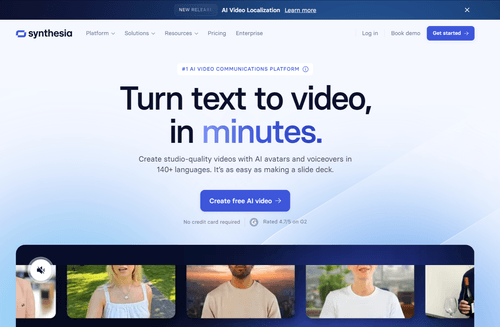 NEW RELEASE AI Video Localization Learn more
synthesia Platform Solutions Resources Pricing Enterprise Log in Book demo Get started
#1 AI VIDEO COMMUNICATIONS PLATFORM
Turn text to video,
in minutes.
Create studio-quality videos with AI avatars and voiceovers in
140+ languages. It's as easy as making a slide deck.
Create free AI video
No credit card required Rated 4.7/5 on G2